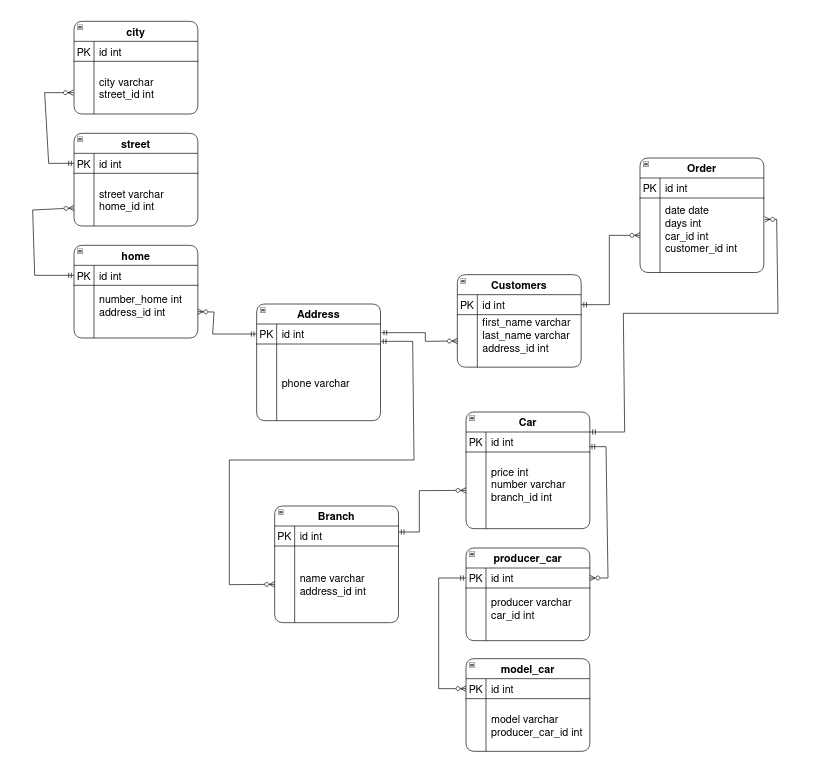 city
PK id int
city varchar
street_id int
street
PK id int
street varchar
home_id int
home
PK id int
number_home int
address_id int
Address
PK id int
phone varchar
Customers
PK id int
first_name varchar
last_name varchar
address_id int
Order
PK id int
date date
days int
car_id int
customer_id int
Car
PK id int
price int
number varchar
branch_id int
Branch
PK id int
name varchar
address_id int
producer_car
PK id int
producer varchar
car_id int
model_car
PK id int
model varchar
producer_car_id int